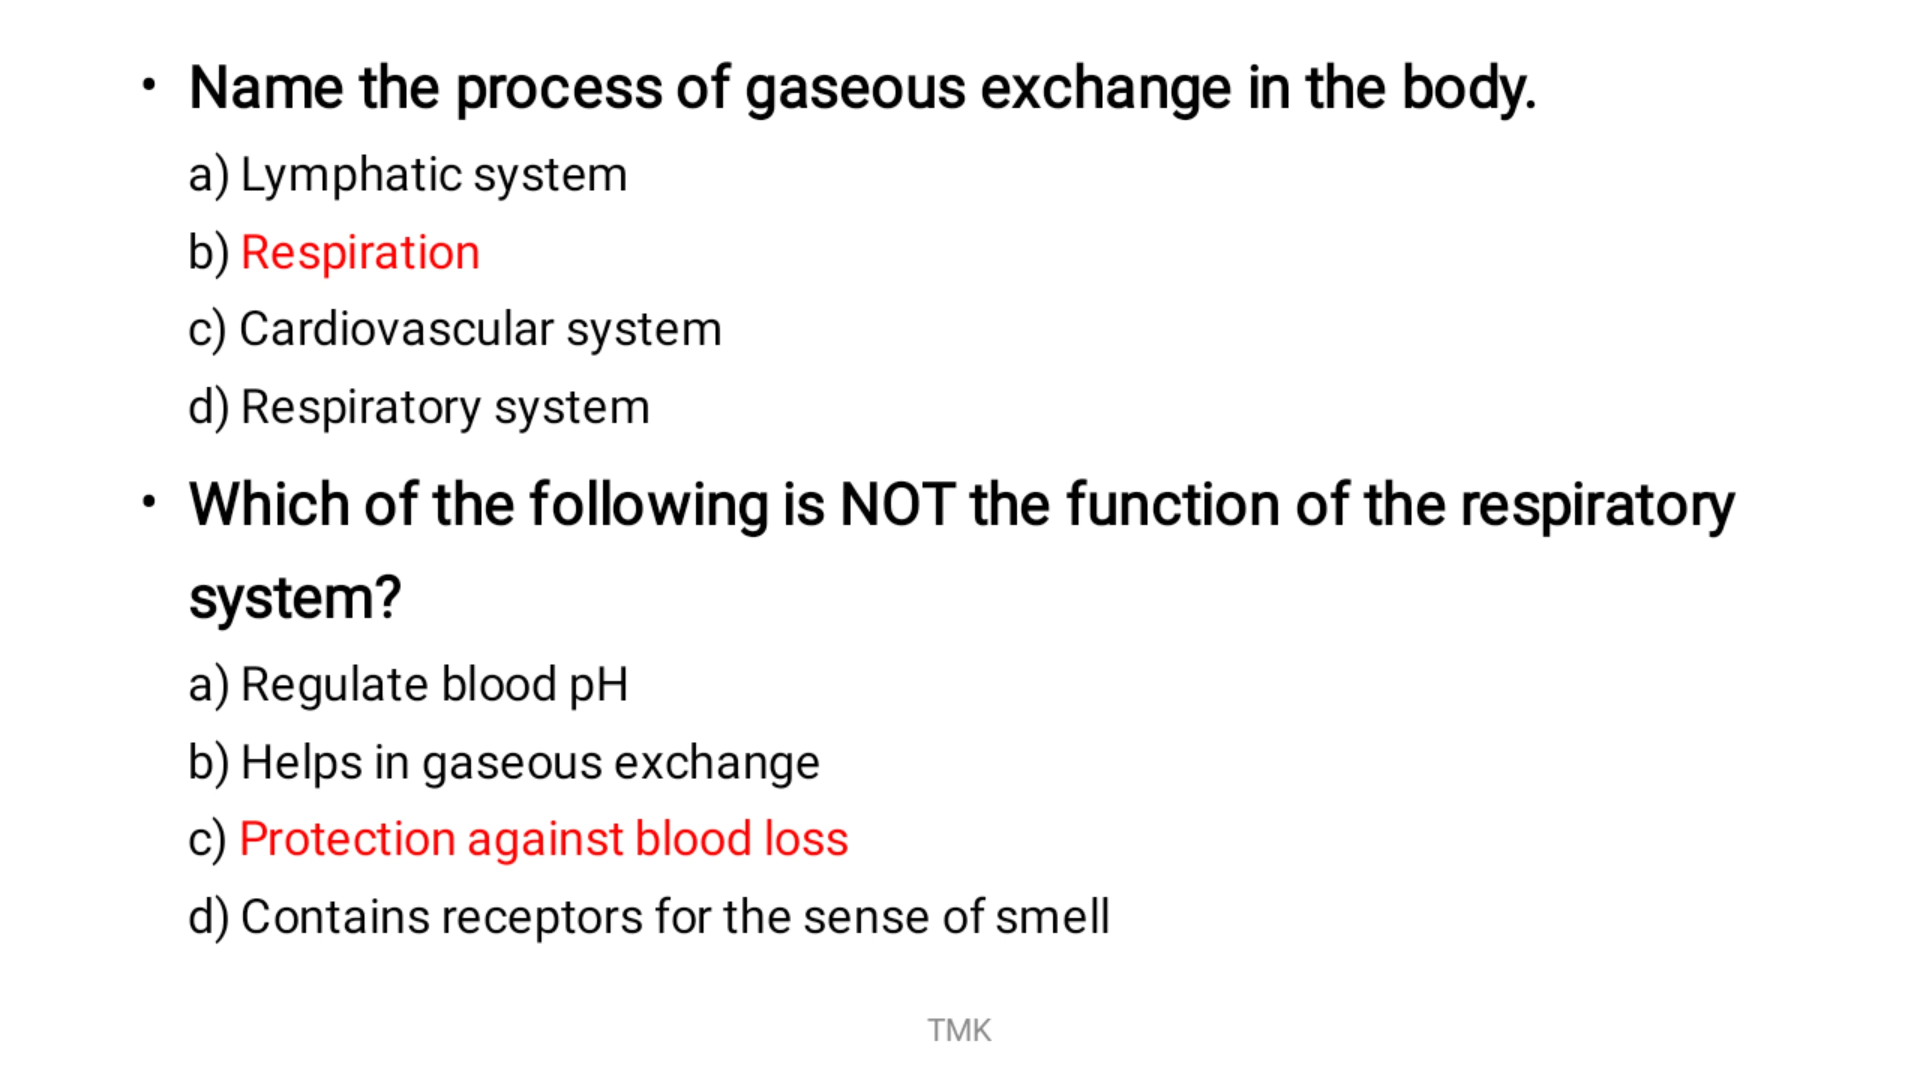 • Name the process of gaseous exchange in the body.
a) Lymphatic system
b) Respiration
c) Cardiovascular system
d) Respiratory system
• Which of the following is NOT the function of the respiratory
system?
a) Regulate blood pH
b) Helps in gaseous exchange
c) Protection against blood loss
d) Contains receptors for the sense of smell
TMK